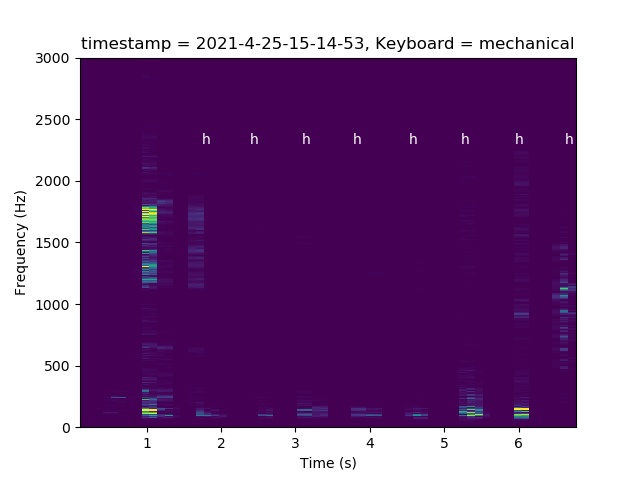 timestamp = 2021-4-25-15-14-53, Keyboard = mechanical
3000
2500
h h h h h h h h
2000
1500
1000
500
0
Frequency (Hz)
1 2 3 4 5 6
Time (s)